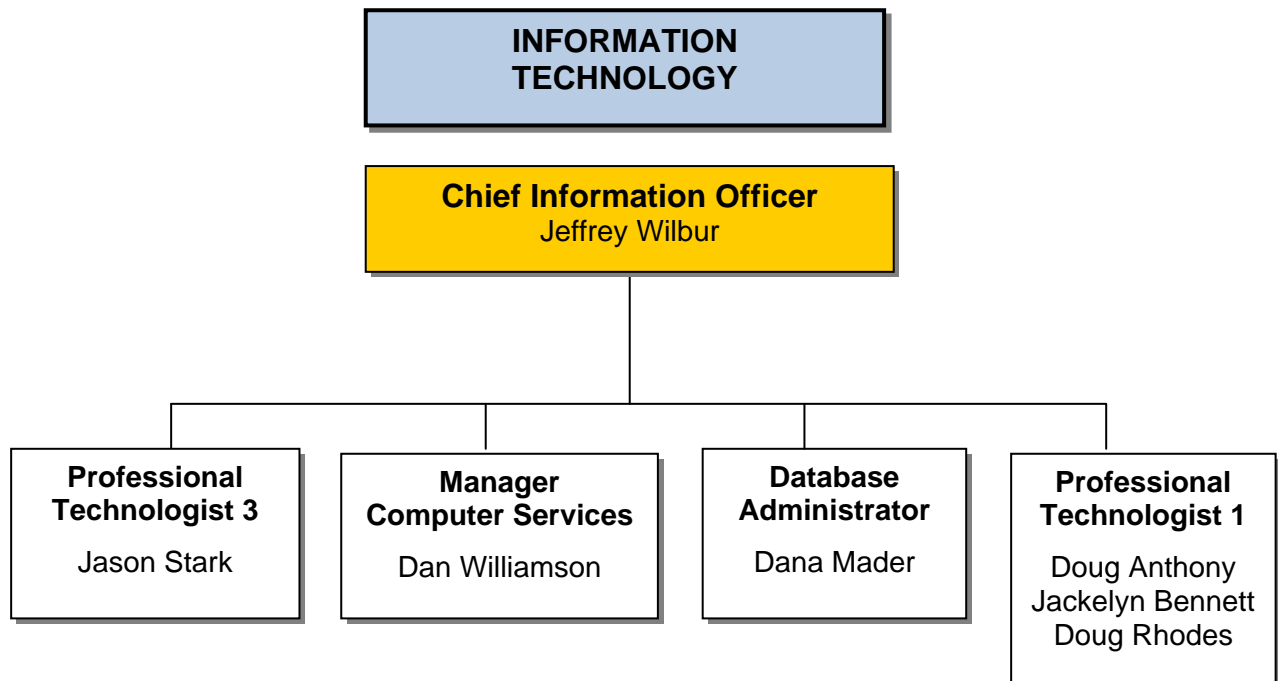 INFORMATION
TECHNOLOGY
Chief Information Officer
Jeffrey Wilbur
Professional
Technologist 3
Jason Stark
Manager
Computer Services
Dan Williamson
Database
Administrator
Dana Mader
Professional
Technologist 1
Doug Anthony
Jackelyn Bennett
Doug Rhodes